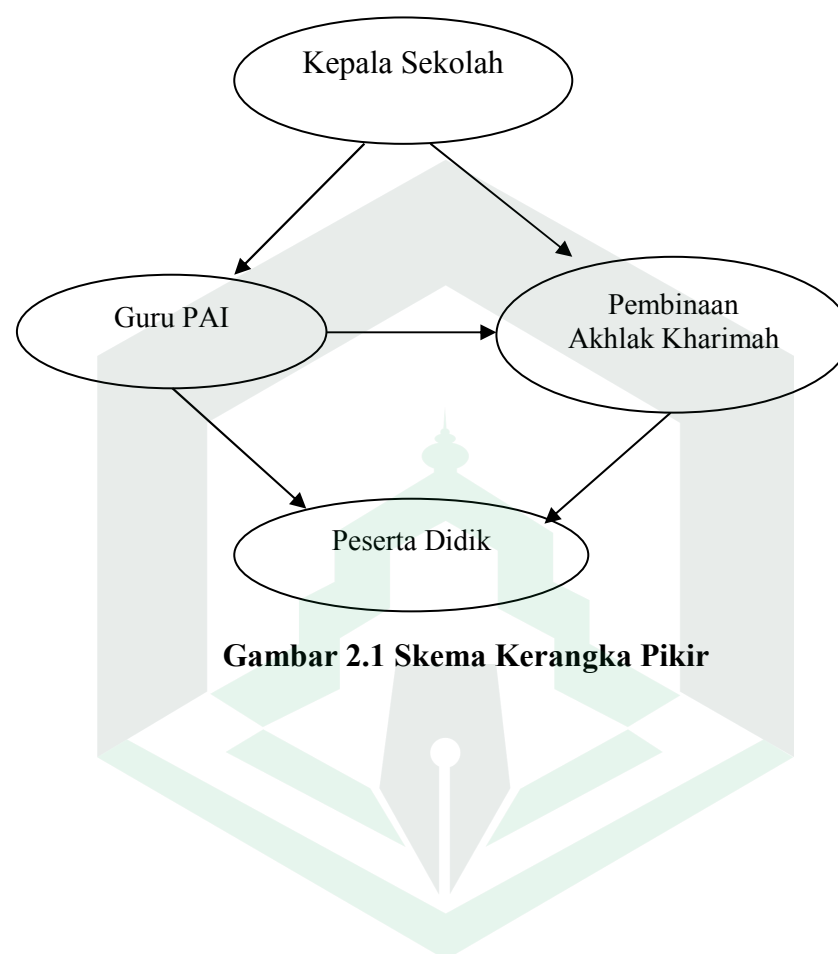 Kepala Sekolah
Guru PAI
Pembinaan
Akhlak Kharimah
Peserta Didik
Gambar 2.1 Skema Kerangka Pikir